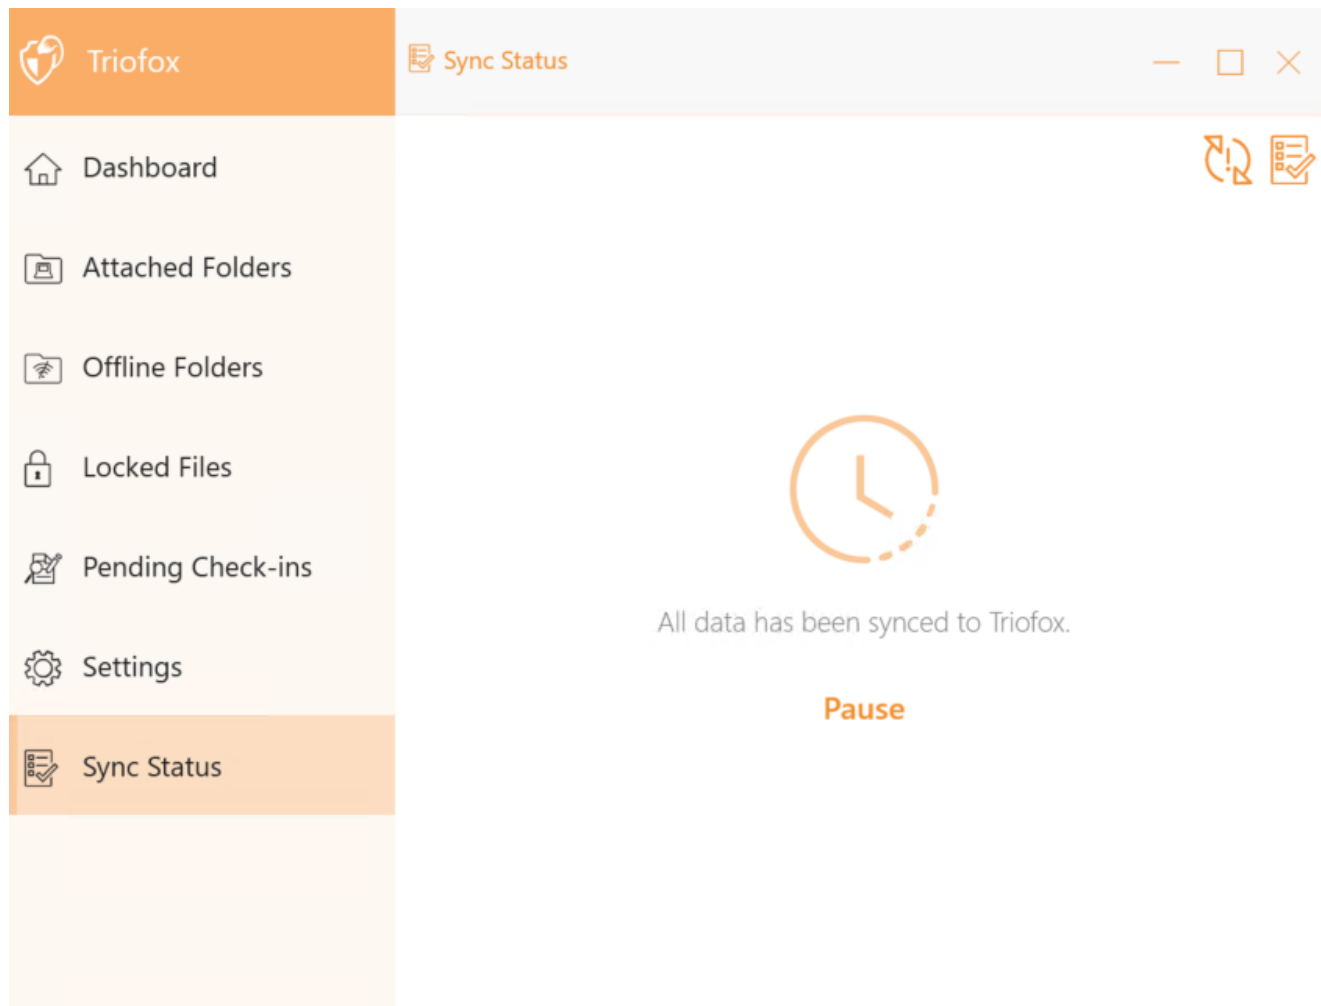 Triofox
Sync Status
Dashboard
Attached Folders
Offline Folders
Locked Files
Pending Check-ins
Settings
Sync Status
All data has been synced to Triofox.
Pause